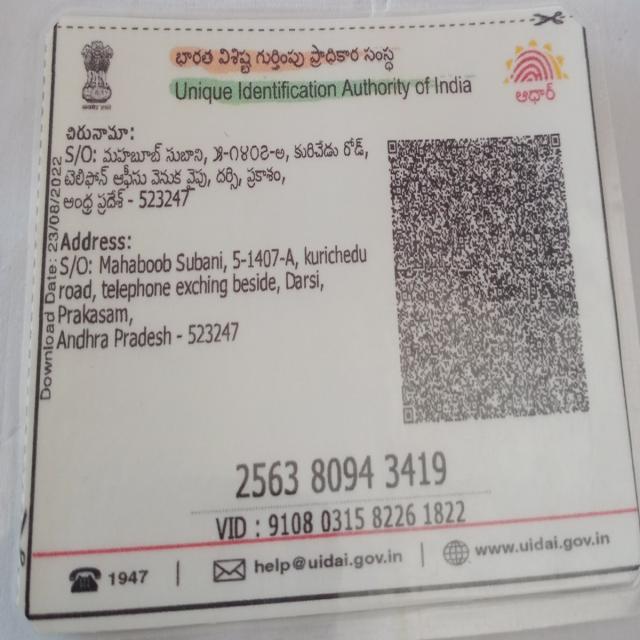 భారత విశిష్ట గుర్తింపు ప్రాధికార సంస్థ
Unique Identification Authority of India
ఆధార్
చిరునామా:
S/O: మహబూబ్ సుబాని, ౫-౧౪౦౭-అ, కురిచేడు రోడ్,
టెలిఫోన్ ఆఫీసు వెనుక వైపు, దర్సి, ప్రకాశం,
ఆంధ్ర ప్రదేశ్ - 523247
Address:
S/O: Mahaboob Subani, 5-1407-A, kurichedu
road, telephone exching beside, Darsi,
Prakasam,
Andhra Pradesh - 523247
Download Date: 23/08/2022
2563 8094 3419
VID : 9108 0315 8226 1822
1947 | help@uidai.gov.in | www.uidai.gov.in